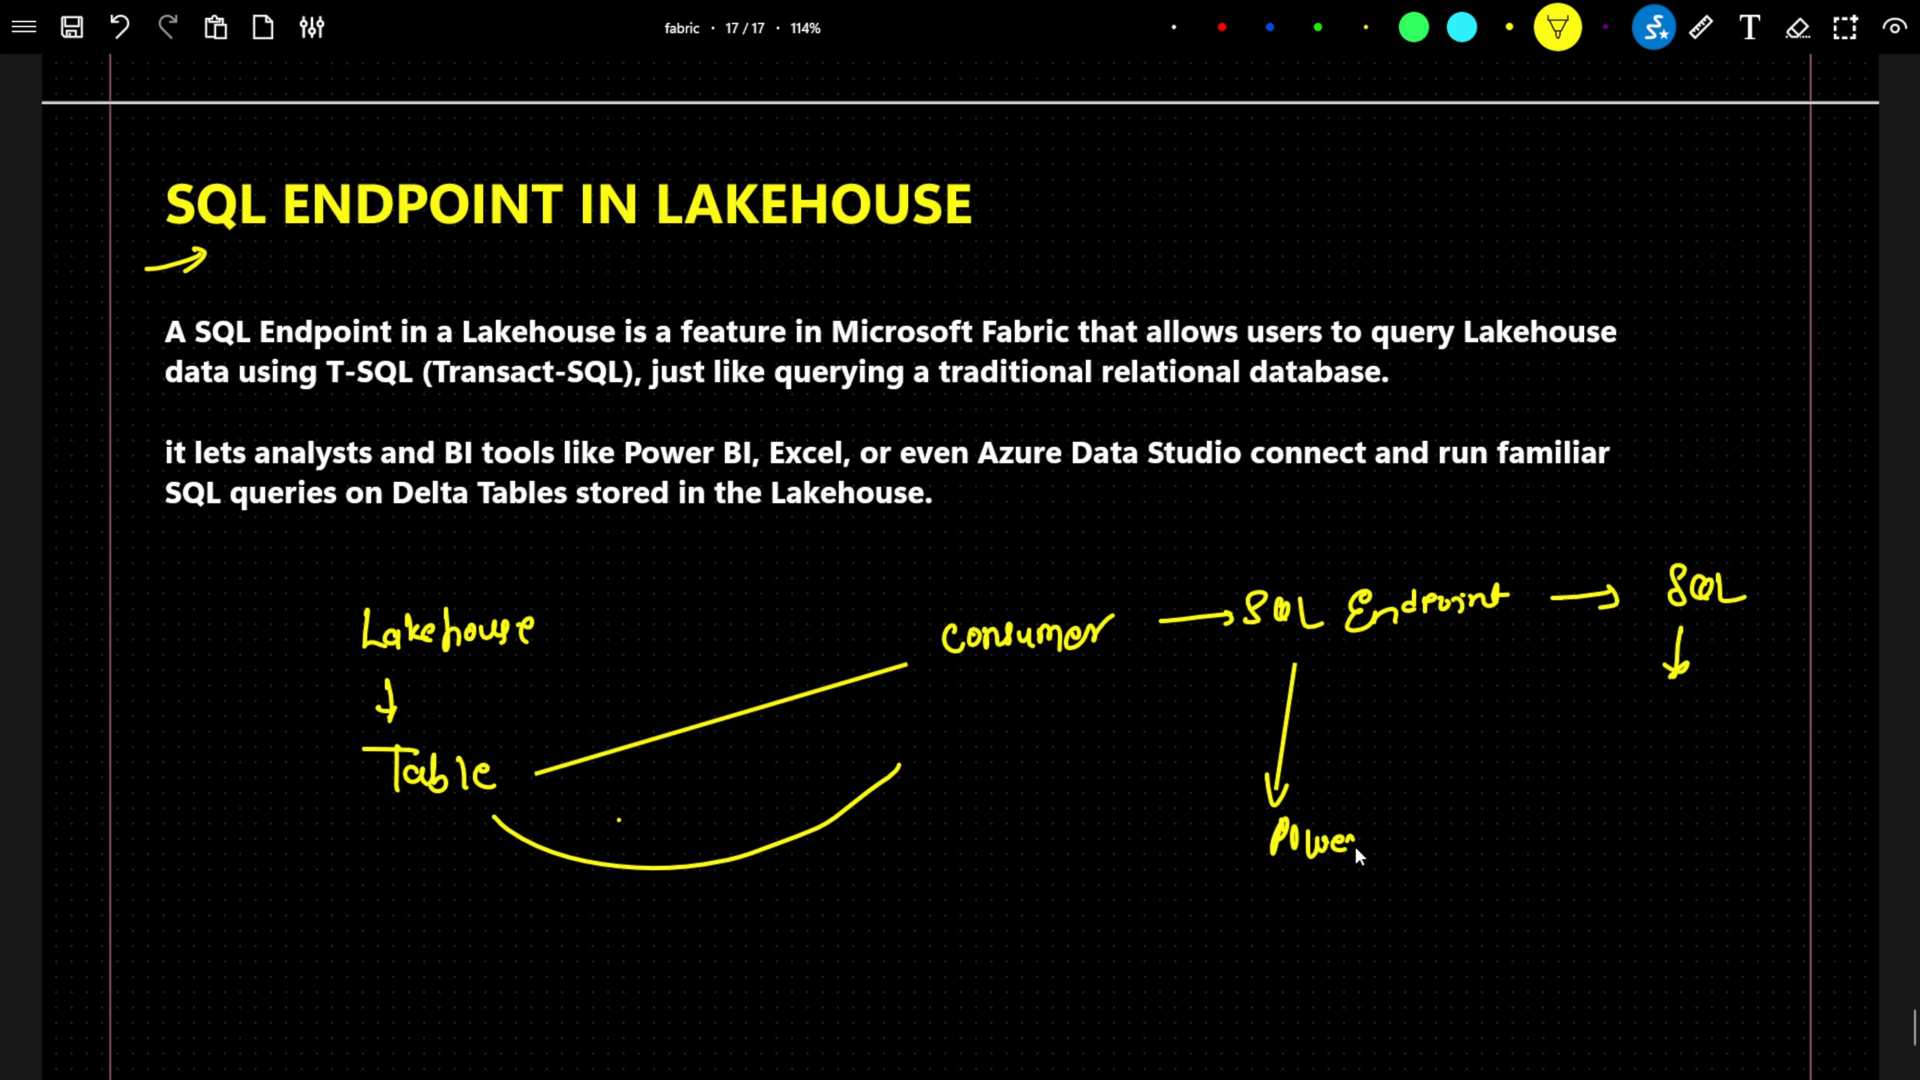 fabric • 17 / 17 • 114%
T
SQL ENDPOINT IN LAKEHOUSE
A SQL Endpoint in a Lakehouse is a feature in Microsoft Fabric that allows users to query Lakehouse
data using T-SQL (Transact-SQL), just like querying a traditional relational database.
it lets analysts and BI tools like Power BI, Excel, or even Azure Data Studio connect and run familiar
SQL queries on Delta Tables stored in the Lakehouse.
Lakehouse
Consumer → SQL Endpoint → SQL
Table
Power